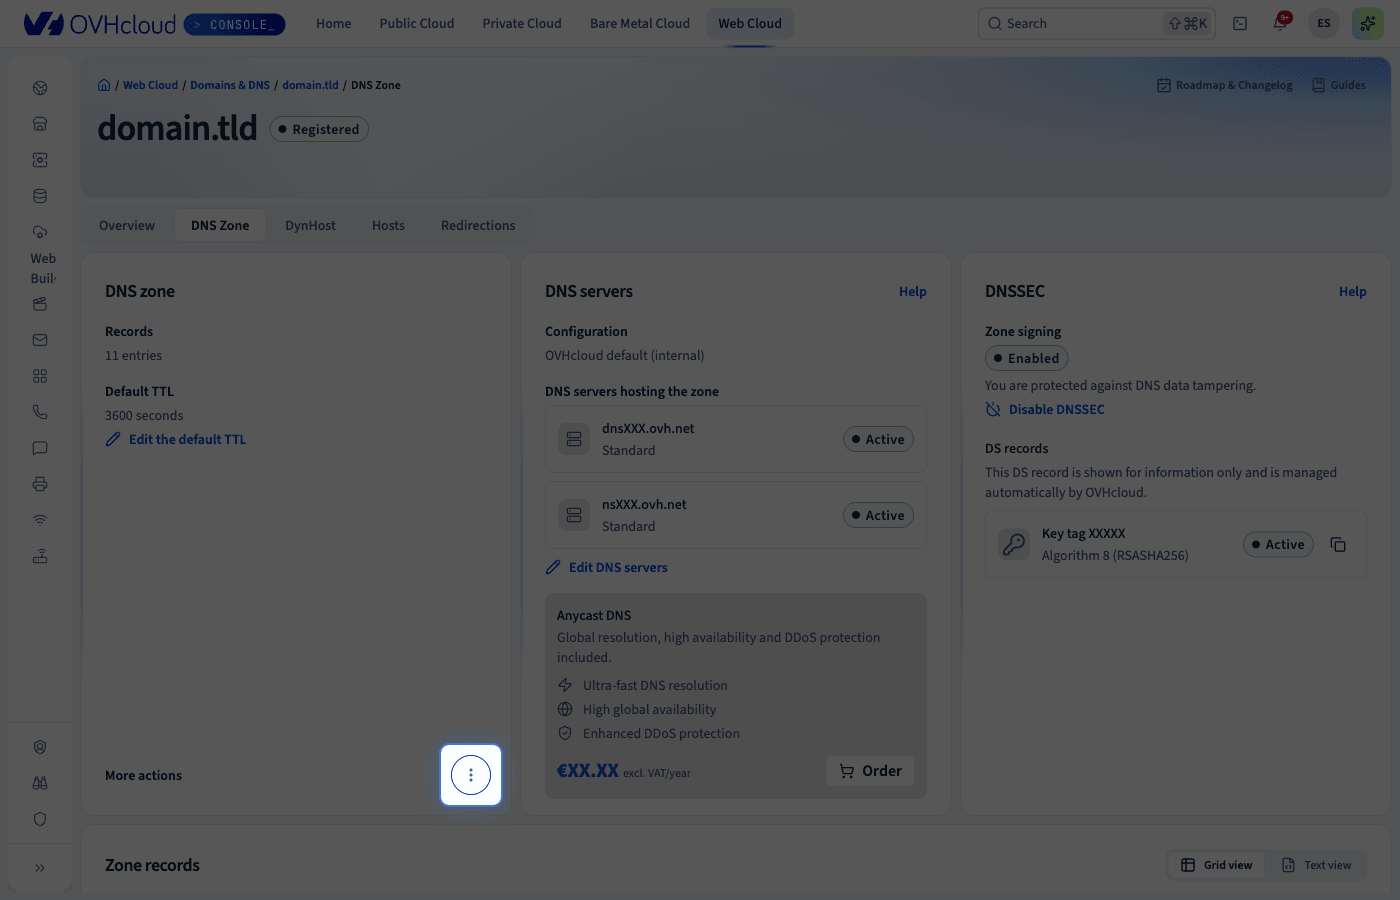 OVHcloud > CONSOLE_
Home
Public Cloud
Private Cloud
Bare Metal Cloud
Web Cloud
Search
⇧⌘K
9+
ES
/ Web Cloud / Domains & DNS / domain.tld / DNS Zone
Roadmap & Changelog
Guides
domain.tld
Registered
Overview
DNS Zone
DynHost
Hosts
Redirections
Web
Buil
DNS zone
Records
11 entries
Default TTL
3600 seconds
Edit the default TTL
More actions
DNS servers
Help
Configuration
OVHcloud default (internal)
DNS servers hosting the zone
dnsXXX.ovh.net
Standard
Active
nsXXX.ovh.net
Standard
Active
Edit DNS servers
Anycast DNS
Global resolution, high availability and DDoS protection
included.
Ultra-fast DNS resolution
High global availability
Enhanced DDoS protection
€XX.XX excl. VAT/year
Order
DNSSEC
Help
Zone signing
Enabled
You are protected against DNS data tampering.
Disable DNSSEC
DS records
This DS record is shown for information only and is managed
automatically by OVHcloud.
Key tag XXXXX
Algorithm 8 (RSASHA256)
Active
Zone records
Grid view
Text view